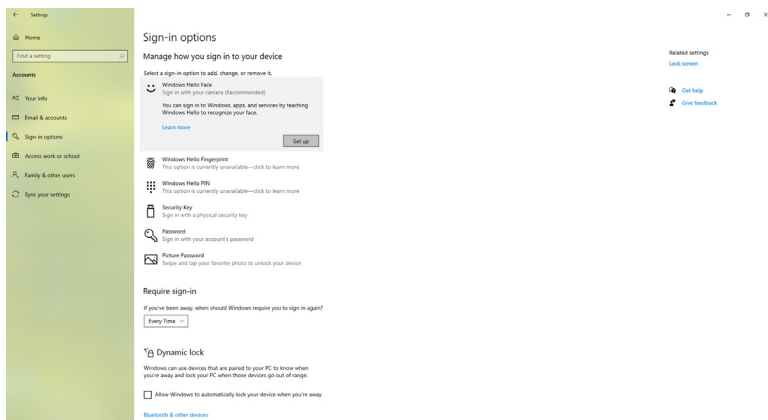 Settings
Home
Find a setting
Accounts
Your info
Email & accounts
Sign-in options
Access work or school
Family & other users
Sync your settings
Sign-in options
Manage how you sign in to your device
Select a sign-in option to add, change, or remove it.
Windows Hello Face
Sign in with your camera (Recommended)
You can sign in to Windows, apps, and services by teaching
Windows Hello to recognize your face.
Learn more
Set up
Windows Hello Fingerprint
This option is currently unavailable—click to learn more
Windows Hello PIN
This option is currently unavailable—click to learn more
Security Key
Sign in with a physical security key
Password
Sign in with your account's password
Picture Password
Swipe and tap your favorite photo to unlock your device
Require sign-in
If you've been away, when should Windows require you to sign in again?
Every Time
Dynamic lock
Windows can use devices that are paired to your PC to know when
you're away and lock your PC when those devices go out of range.
Allow Windows to automatically lock your device when you're away
Bluetooth & other devices
Related settings
Lock screen
Get help
Give feedback